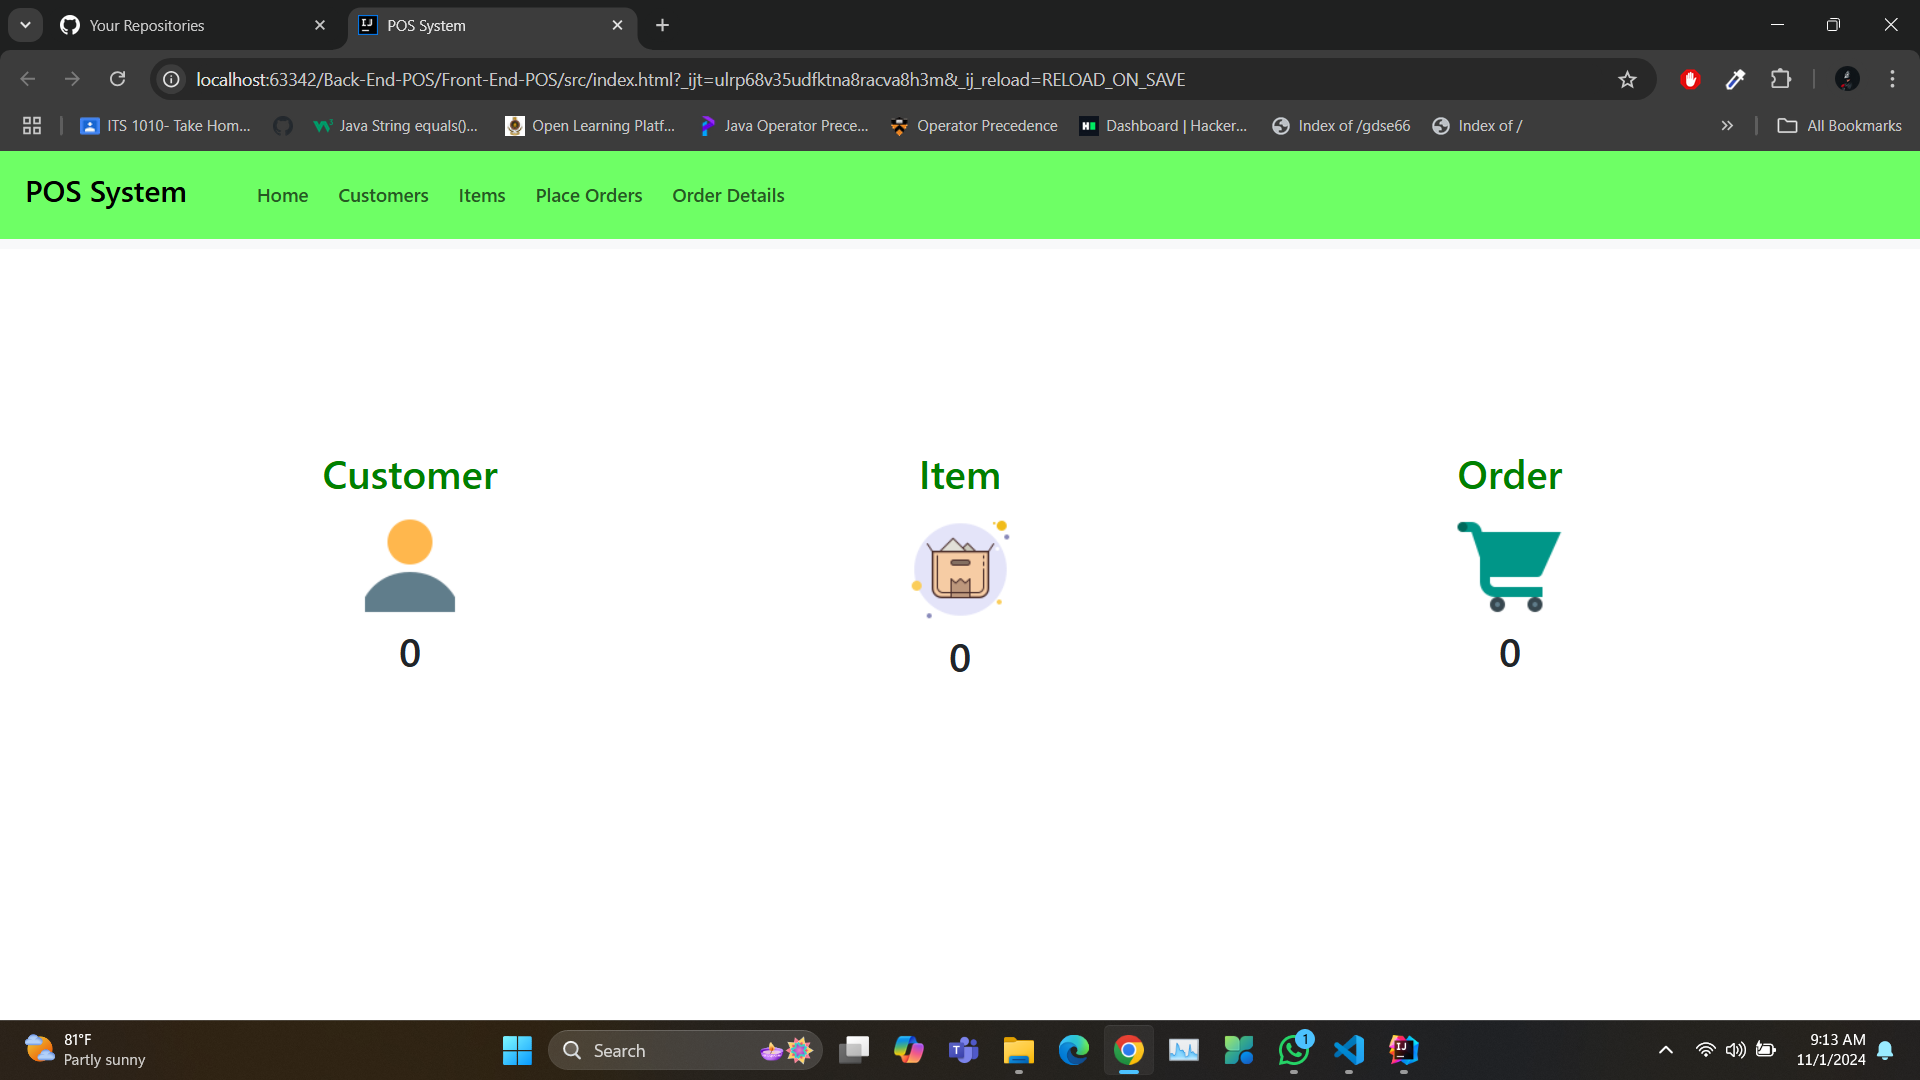 Your Repositories
POS System
localhost:63342/Back-End-POS/Front-End-POS/src/index.html?_ijt=ulrp68v35udfktna8racva8h3m&_ij_reload=RELOAD_ON_SAVE
ITS 1010- Take Hom... Java String equals()... Open Learning Platf... Java Operator Prece... Operator Precedence Dashboard | Hacker... Index of /gdse66 Index of / All Bookmarks
POS System Home Customers Items Place Orders Order Details
Customer Item Order
0 0 0
81°F
Partly sunny
Search
1
9:13 AM
11/1/2024